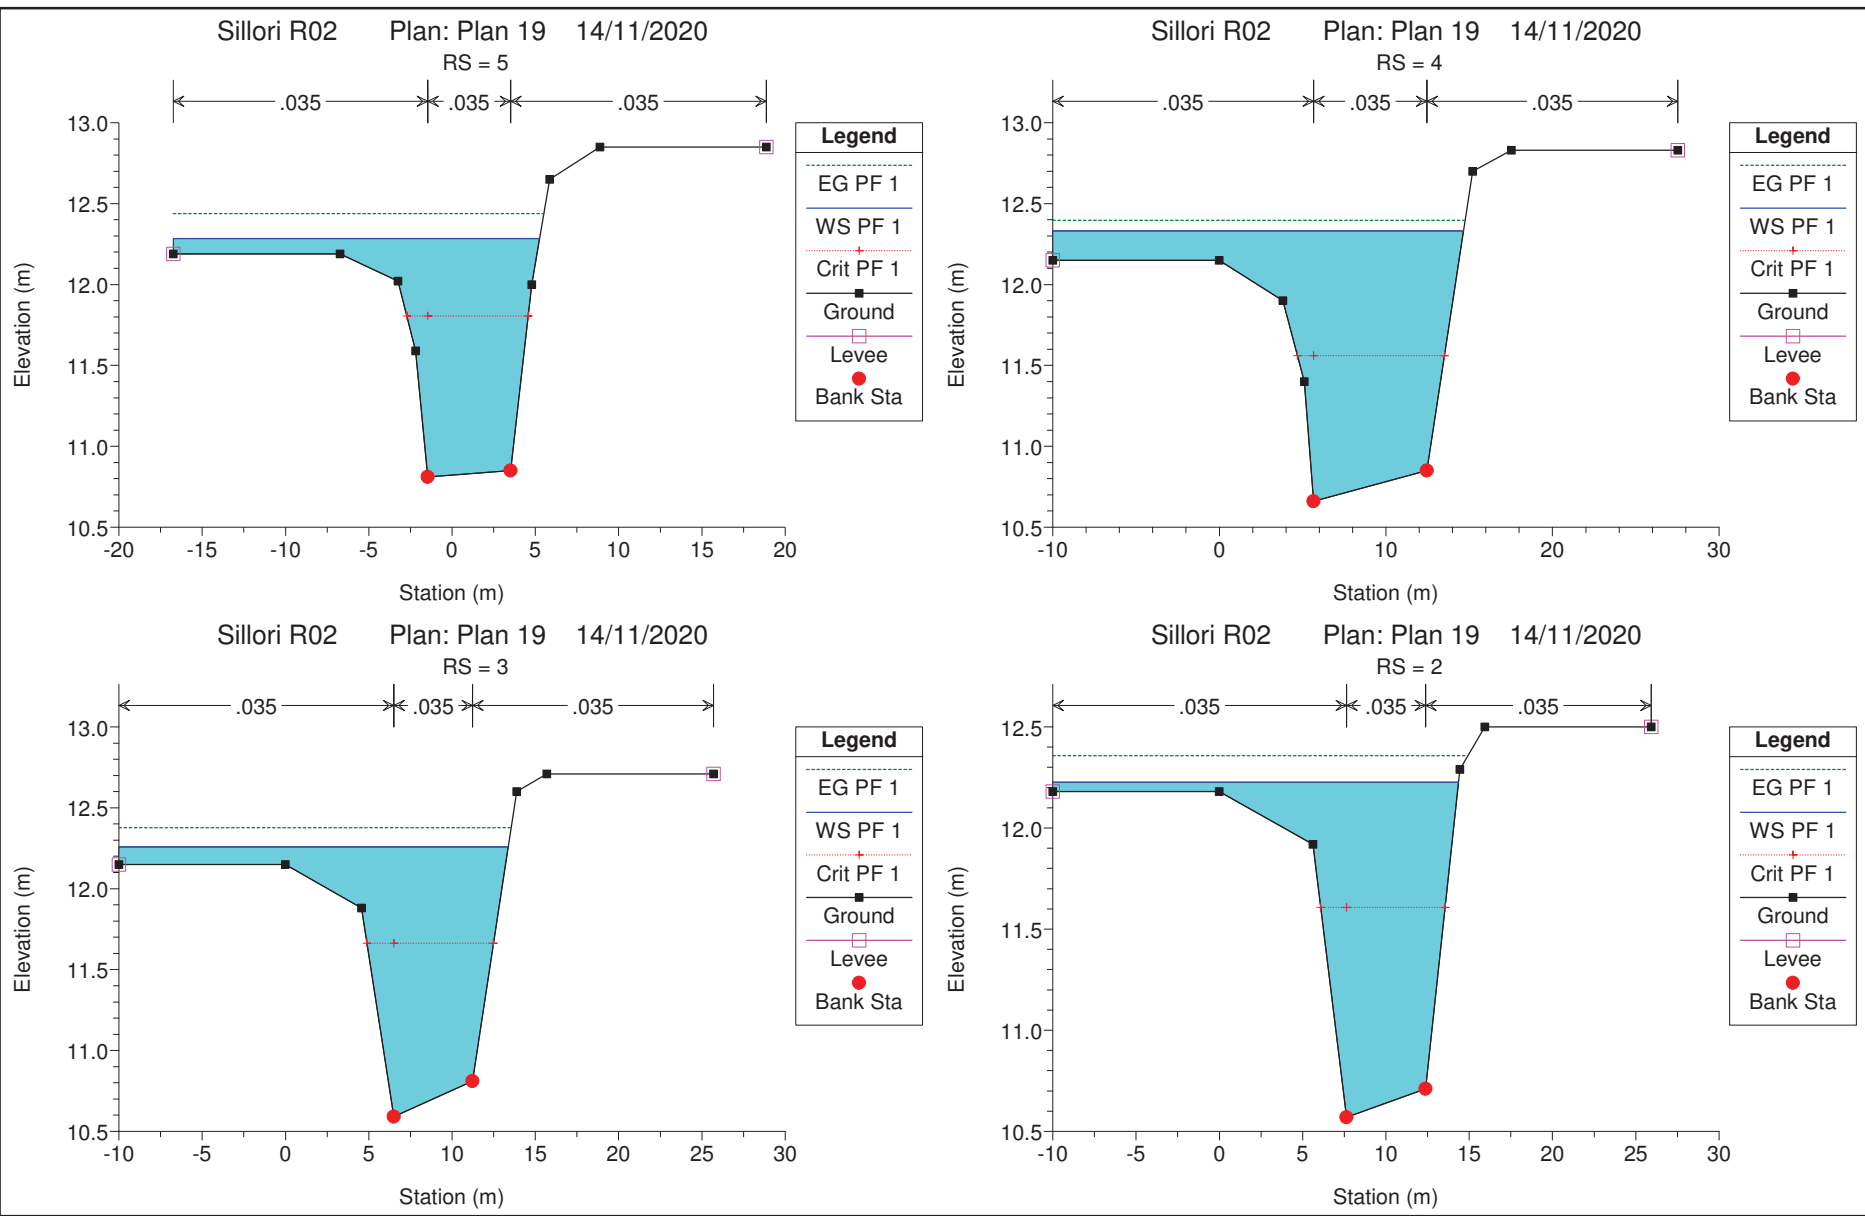 Sillori R02 Plan: Plan 19 14/11/2020
RS = 5
.035 .035 .035
13.0
12.5
12.0
11.5
11.0
10.5
Elevation (m)
-20 -15 -10 -5 0 5 10 15 20
Station (m)
Legend
EG PF 1
WS PF 1
Crit PF 1
Ground
Levee
Bank Sta
Sillori R02 Plan: Plan 19 14/11/2020
RS = 4
.035 .035 .035
13.0
12.5
12.0
11.5
11.0
10.5
Elevation (m)
-10 0 10 20 30
Station (m)
Legend
EG PF 1
WS PF 1
Crit PF 1
Ground
Levee
Bank Sta
Sillori R02 Plan: Plan 19 14/11/2020
RS = 3
.035 .035 .035
13.0
12.5
12.0
11.5
11.0
10.5
Elevation (m)
-10 -5 0 5 10 15 20 25 30
Station (m)
Legend
EG PF 1
WS PF 1
Crit PF 1
Ground
Levee
Bank Sta
Sillori R02 Plan: Plan 19 14/11/2020
RS = 2
.035 .035 .035
12.5
12.0
11.5
11.0
10.5
Elevation (m)
-10 -5 0 5 10 15 20 25 30
Station (m)
Legend
EG PF 1
WS PF 1
Crit PF 1
Ground
Levee
Bank Sta